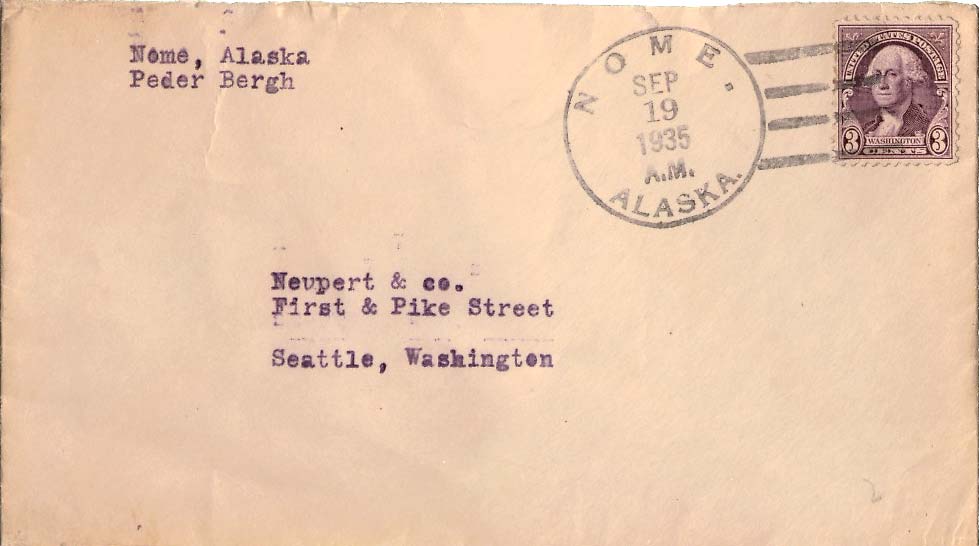 Nome, Alaska
Peder Bergh
NOME.
SEP
19
1935
A.M.
ALASKA.
UNITED STATES POSTAGE
3 WASHINGTON 3
CENTS
Neupert & co.
First & Pike Street
Seattle, Washington
2